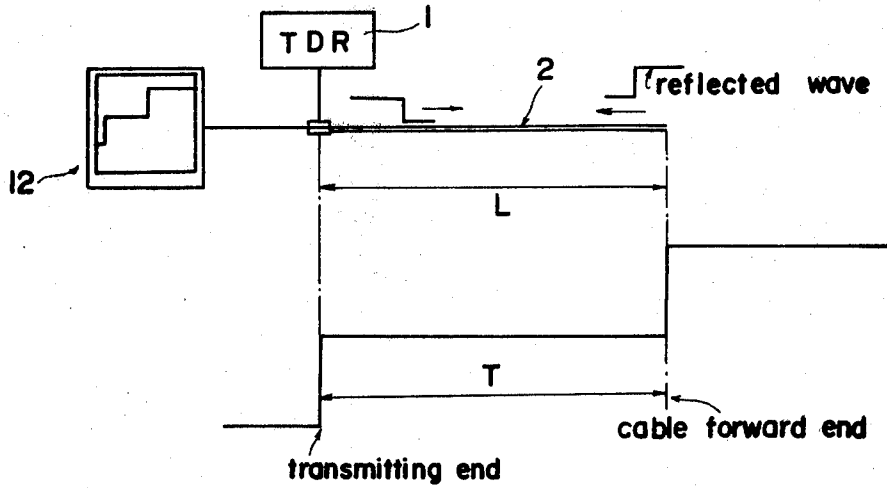 1
TDR
2
reflected wave
12
L
T
cable forward end
transmitting end